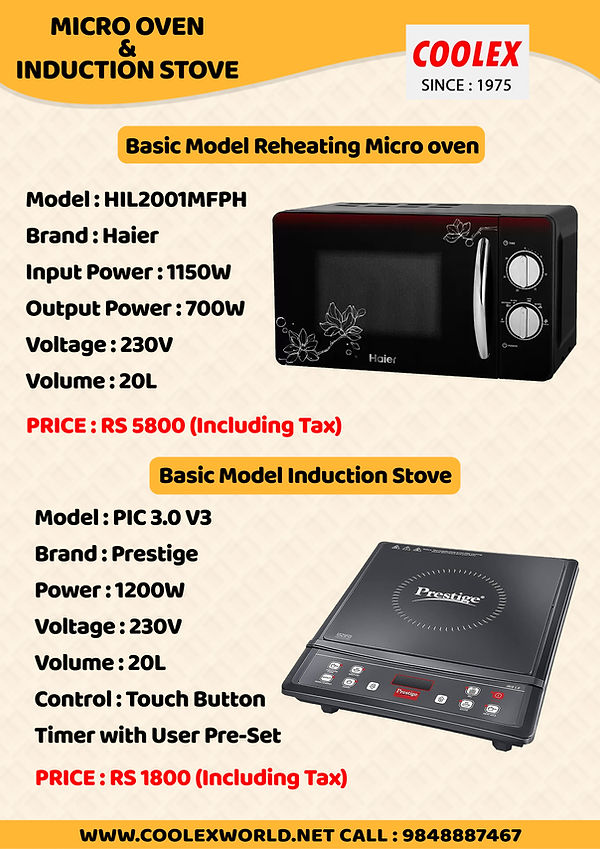 MICRO OVEN
&
INDUCTION STOVE
COOLEX
SINCE : 1975
Basic Model Reheating Micro oven
Model : HIL2001MFPH
Brand : Haier
Input Power : 1150W
Output Power : 700W
Voltage : 230V
Volume : 20L
Haier
PRICE : RS 5800 (Including Tax)
Basic Model Induction Stove
Model : PIC 3.0 V3
Brand : Prestige
Power : 1200W
Voltage : 230V
Volume : 20L
Control : Touch Button
Timer with User Pre-Set
Prestige
Prestige
PRICE : RS 1800 (Including Tax)
WWW.COOLEXWORLD.NET CALL : 9848887467